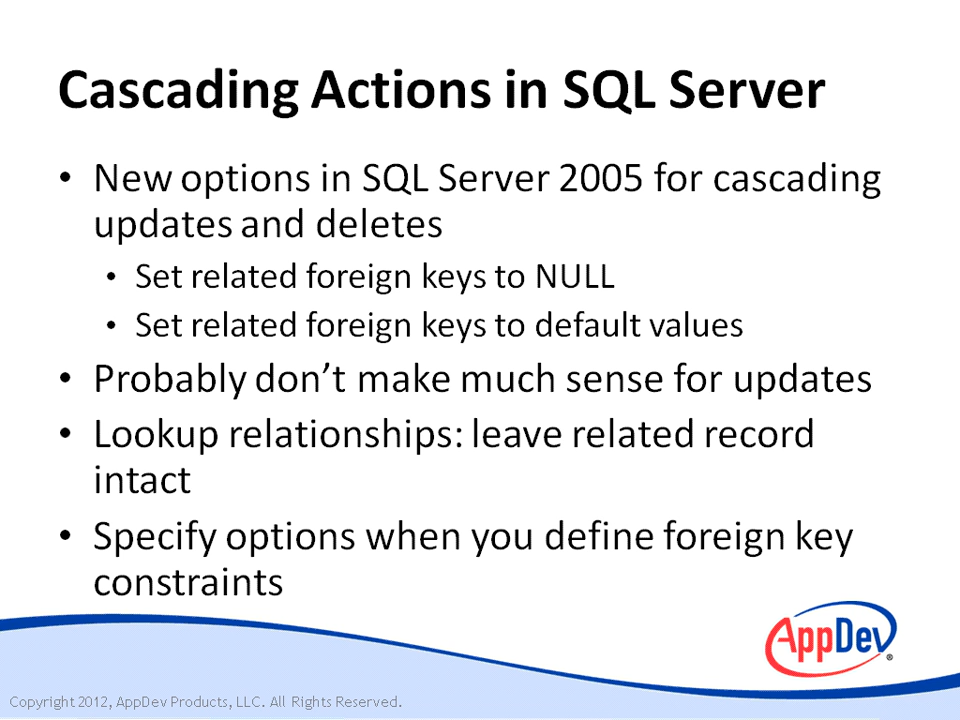 Cascading Actions in SQL Server
• New options in SQL Server 2005 for cascading
updates and deletes
• Set related foreign keys to NULL
• Set related foreign keys to default values
• Probably don’t make much sense for updates
• Lookup relationships: leave related record
intact
• Specify options when you define foreign key
constraints
AppDev®
Copyright 2012, AppDev Products, LLC. All Rights Reserved.